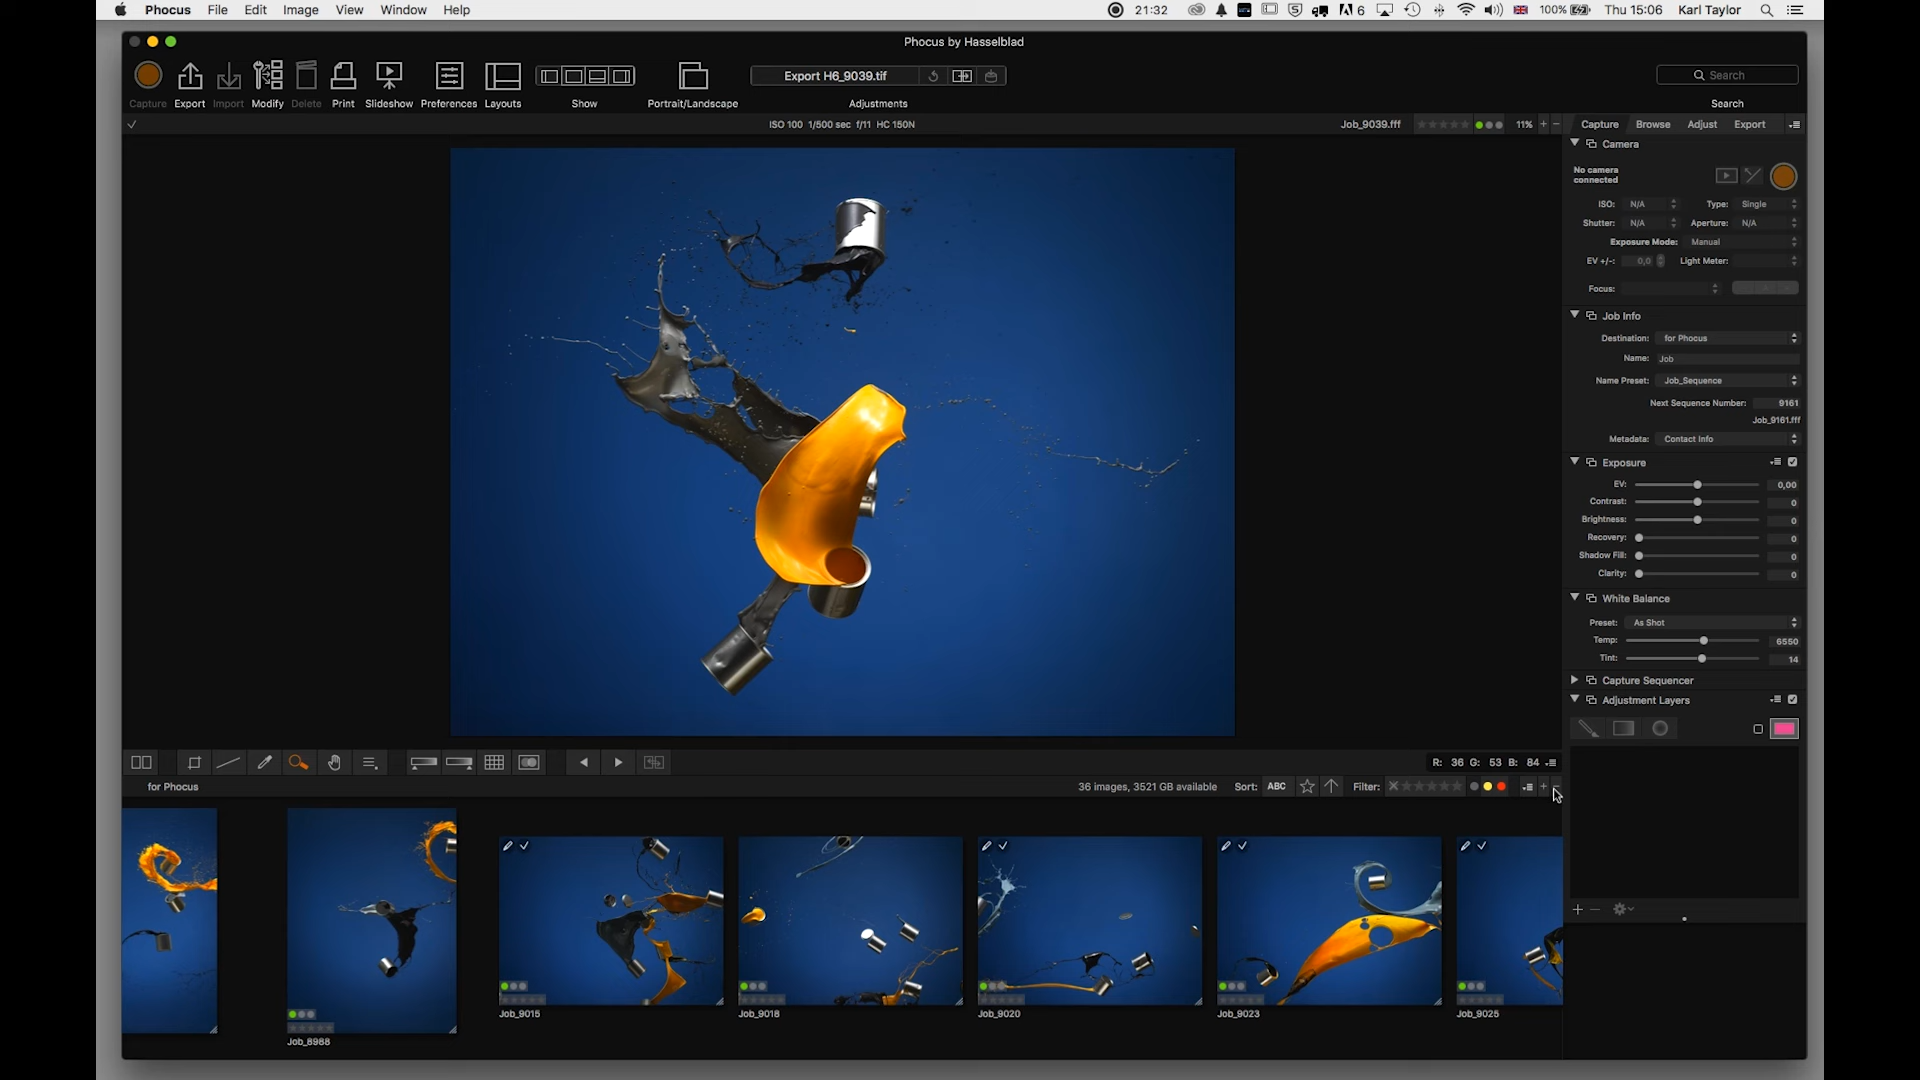 Phocus File Edit Image View Window Help 21:32 6 100% Thu 15:06 Karl Taylor
Phocus by Hasselblad
Export H6_9039.tif
Search
Capture Export Import Modify Delete Print Slideshow Preferences Layouts Show Portrait/Landscape Adjustments Search
ISO 100 1/500 sec f/11 HC 150N Job_9039.fff 11% + −
Capture Browse Adjust Export
Camera
No camera
connected
ISO: N/A Type: Single
Shutter: N/A Aperture: N/A
Exposure Mode: Manual
EV +/-: 0,0 Light Meter:
Focus:
Job Info
Destination: for Phocus
Name: Job
Name Preset: Job_Sequence
Next Sequence Number: 9161
Job_9161.fff
Metadata: Contact Info
Exposure
EV: 0,00
Contrast: 0
Brightness: 0
Recovery: 0
Shadow Fill: 0
Clarity: 0
White Balance
Preset: As Shot
Temp: 6550
Tint: 14
Capture Sequencer
Adjustment Layers
R: 36 G: 53 B: 84
for Phocus 36 images, 3521 GB available Sort: ABC Filter:
Job_8988
Job_9015
Job_9018
Job_9020
Job_9023
Job_9025